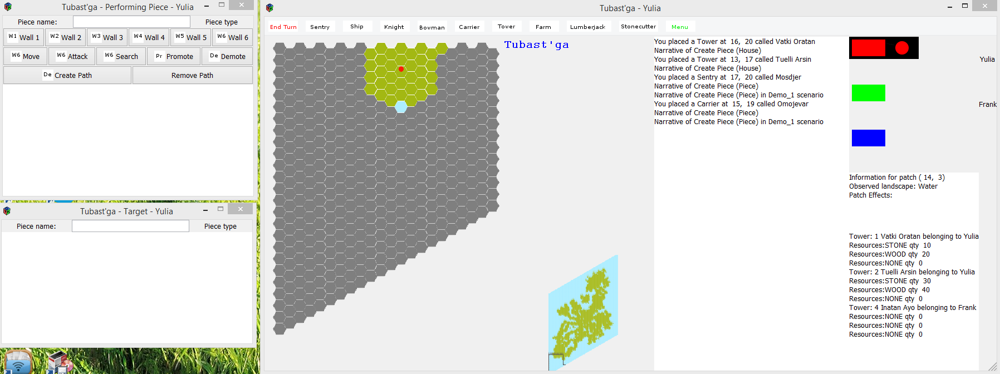 Tubast'ga - Performing Piece - Yulia
Piece name: Piece type
W1 Wall 1 W2 Wall 2 W3 Wall 3 W4 Wall 4 W5 Wall 5 W6 Wall 6
W6 Move W6 Attack W6 Search Pr Promote De Demote
De Create Path Remove Path
Tubast'ga - Target - Yulia
Piece name: Piece type
Tubast'ga - Yulia
End Turn Sentry Ship Knight Bowman Carrier Tower Farm Lumberjack Stonecutter Menu
Tubast'ga
You placed a Tower at 16, 20 called Vatki Oratan
Narrative of Create Piece (House)
You placed a Tower at 13, 17 called Tuelli Arsin
Narrative of Create Piece (House)
You placed a Sentry at 17, 20 called Mosdjer
Narrative of Create Piece (Piece)
Narrative of Create Piece (Piece) in Demo_1 scenario
You placed a Carrier at 15, 19 called Omojevar
Narrative of Create Piece (Piece)
Narrative of Create Piece (Piece) in Demo_1 scenario
Yulia
Frank
Information for patch ( 14, 3)
Observed landscape: Water
Patch Effects:
Tower: 1 Vatki Oratan belonging to Yulia
Resources:STONE qty 10
Resources:WOOD qty 20
Resources:NONE qty 0
Tower: 2 Tuelli Arsin belonging to Yulia
Resources:STONE qty 30
Resources:WOOD qty 40
Resources:NONE qty 0
Tower: 4 Inatan Ayo belonging to Frank
Resources:NONE qty 0
Resources:NONE qty 0
Resources:NONE qty 0